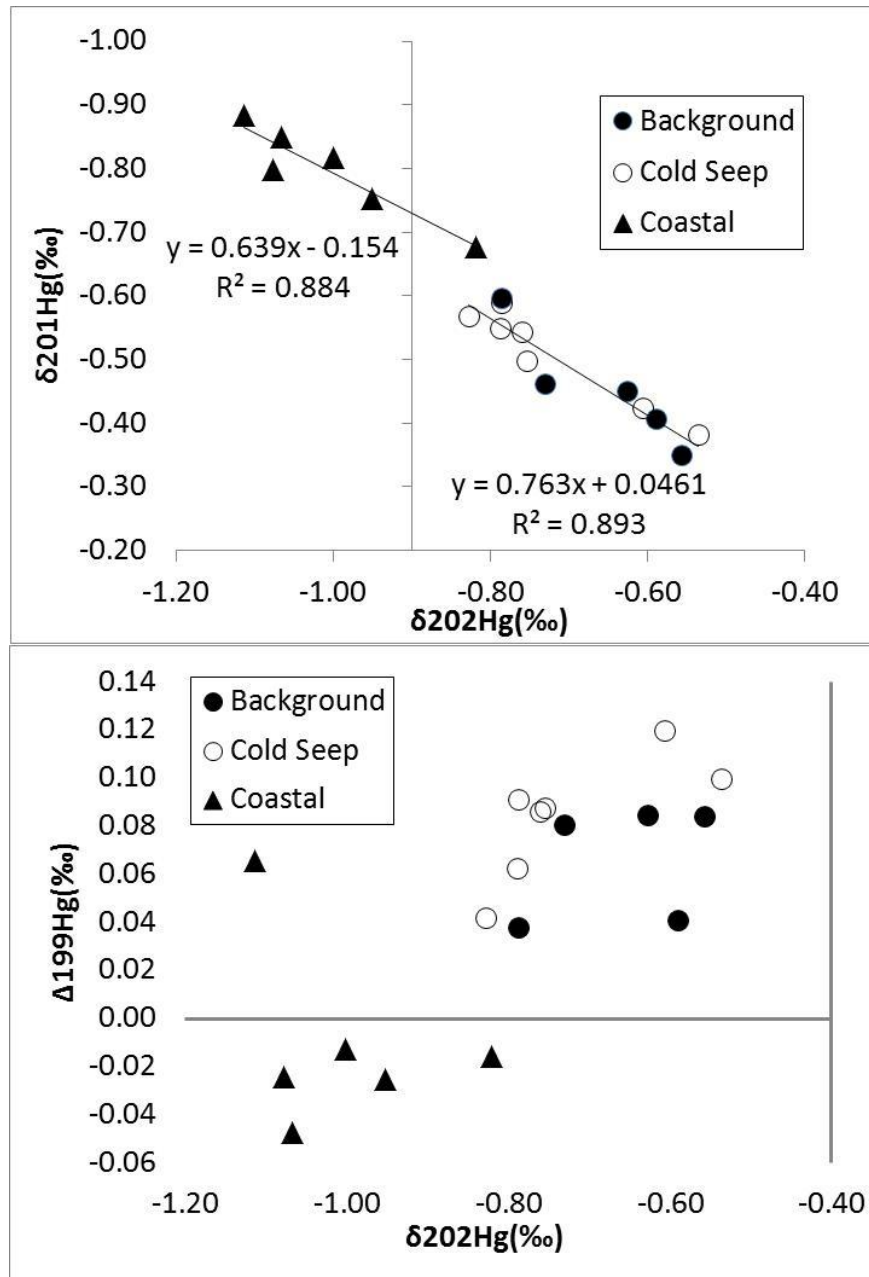 -1.00
-0.90
-0.80
-0.70
-0.60
-0.50
-0.40
-0.30
-0.20
δ201Hg(‰)
Background
Cold Seep
Coastal
y = 0.639x - 0.154
R² = 0.884
y = 0.763x + 0.0461
R² = 0.893
-1.20 -1.00 -0.80 -0.60 -0.40
δ202Hg(‰)
0.14
0.12
0.10
0.08
0.06
0.04
0.02
0.00
-0.02
-0.04
-0.06
Δ199Hg(‰)
Background
Cold Seep
Coastal
-1.20 -1.00 -0.80 -0.60 -0.40
δ202Hg(‰)